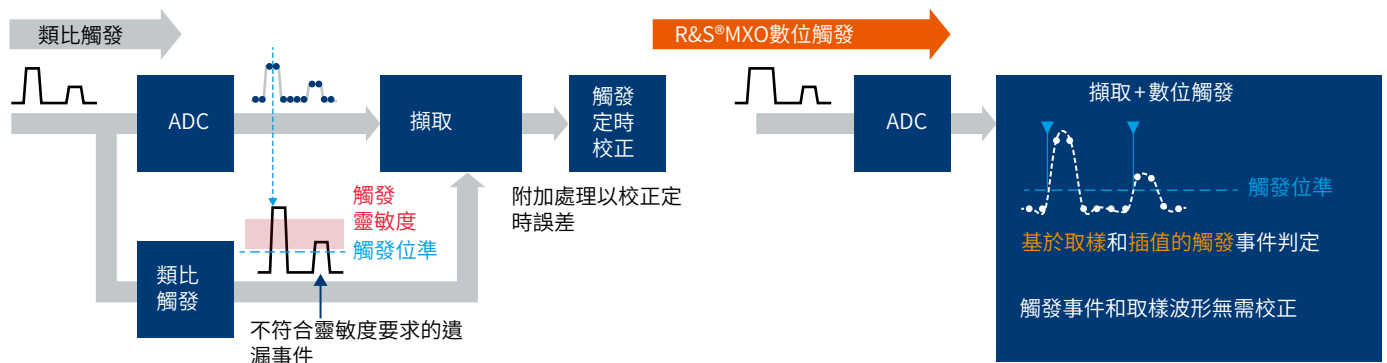 類比觸發
ADC
擷取
觸發
定時
校正
觸發
靈敏度
觸發位準
附加處理以校正定
時誤差
類比
觸發
不符合靈敏度要求的遺
漏事件
R&S®MXO數位觸發
ADC
擷取+數位觸發
觸發位準
基於取樣和插值的觸發事件判定
觸發事件和取樣波形無需校正